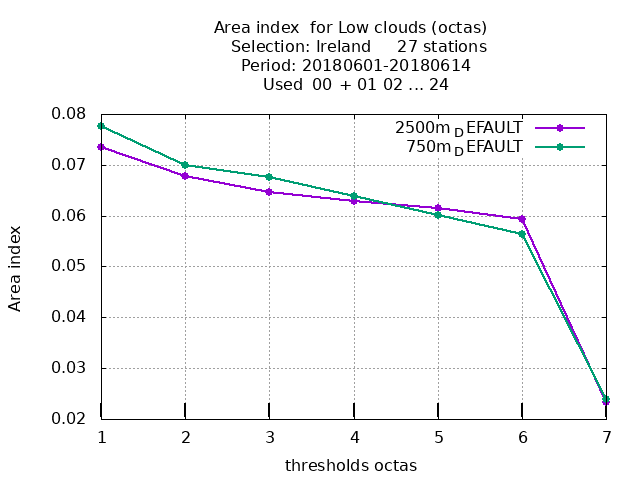 Area index  for Low clouds (octas)
Selection: Ireland     27 stations
Period: 20180601-20180614
Used  00 + 01 02 ... 24
2500m_DEFAULT
750m_DEFAULT
0.08
0.07
0.06
0.05
0.04
0.03
0.02
Area index
1 2 3 4 5 6 7
thresholds octas